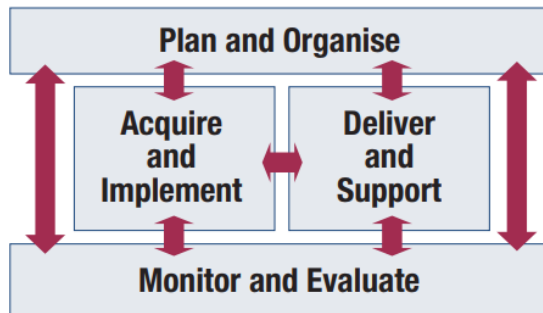 Plan and Organise
Acquire
and
Implement
Deliver
and
Support
Monitor and Evaluate